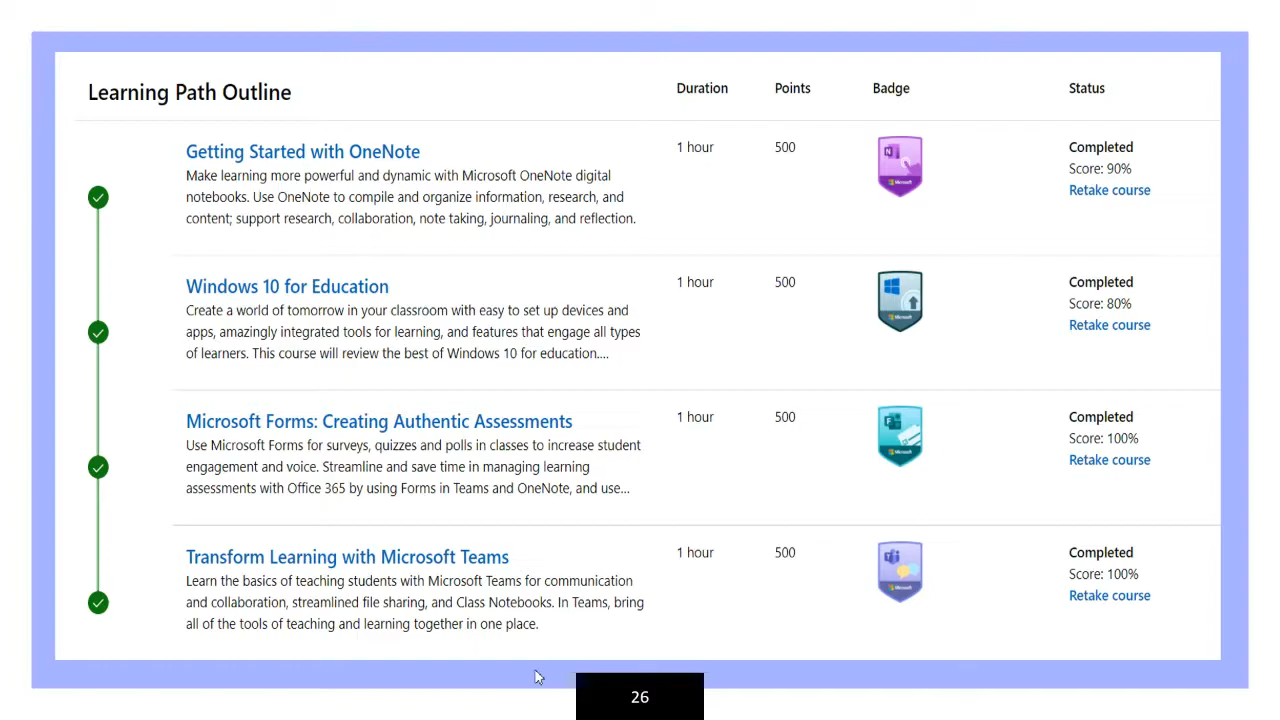 Learning Path Outline
Duration
Points
Badge
Status
Getting Started with OneNote
Make learning more powerful and dynamic with Microsoft OneNote digital
notebooks. Use OneNote to compile and organize information, research, and
content; support research, collaboration, note taking, journaling, and reflection.
1 hour
500
Microsoft
Completed
Score: 90%
Retake course
Windows 10 for Education
Create a world of tomorrow in your classroom with easy to set up devices and
apps, amazingly integrated tools for learning, and features that engage all types
of learners. This course will review the best of Windows 10 for education....
1 hour
500
Microsoft
Completed
Score: 80%
Retake course
Microsoft Forms: Creating Authentic Assessments
Use Microsoft Forms for surveys, quizzes and polls in classes to increase student
engagement and voice. Streamline and save time in managing learning
assessments with Office 365 by using Forms in Teams and OneNote, and use...
1 hour
500
Microsoft
Completed
Score: 100%
Retake course
Transform Learning with Microsoft Teams
Learn the basics of teaching students with Microsoft Teams for communication
and collaboration, streamlined file sharing, and Class Notebooks. In Teams, bring
all of the tools of teaching and learning together in one place.
1 hour
500
Microsoft
Completed
Score: 100%
Retake course
26